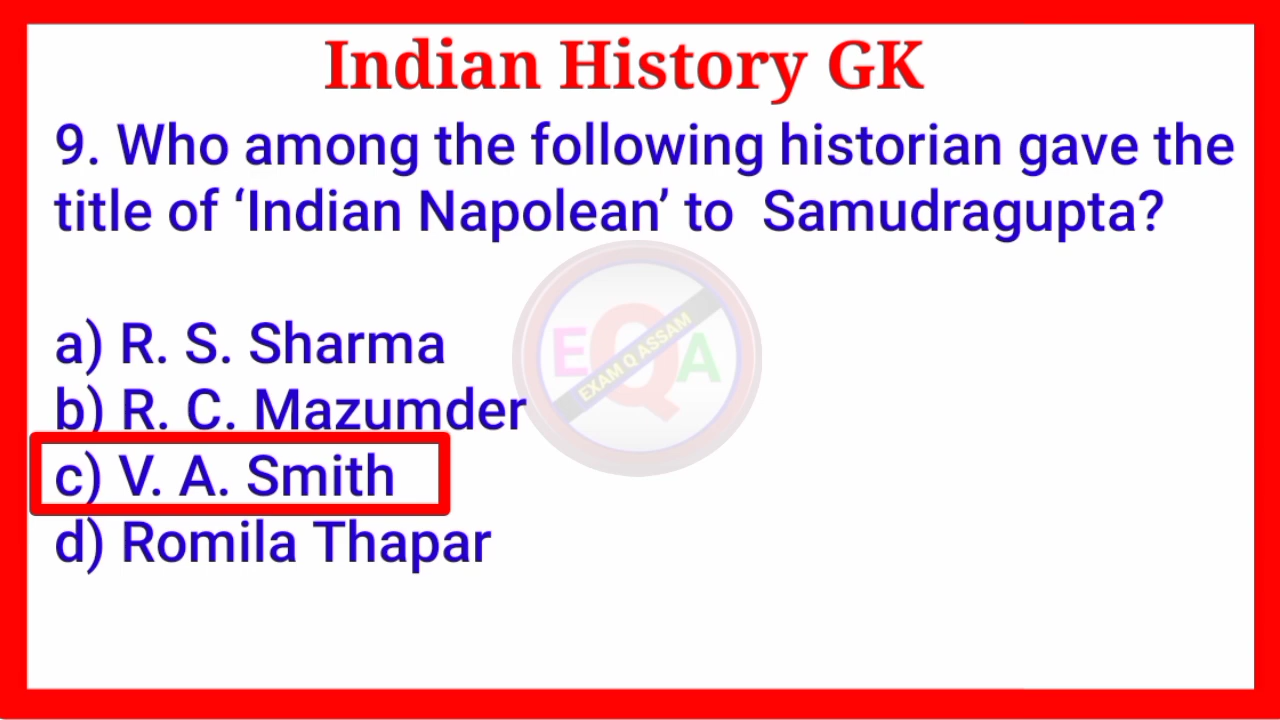 Indian History GK
9. Who among the following historian gave the
title of ‘Indian Napolean’ to Samudragupta?
a) R. S. Sharma
b) R. C. Mazumder
c) V. A. Smith
d) Romila Thapar
EQA
EXAM Q ASSAM